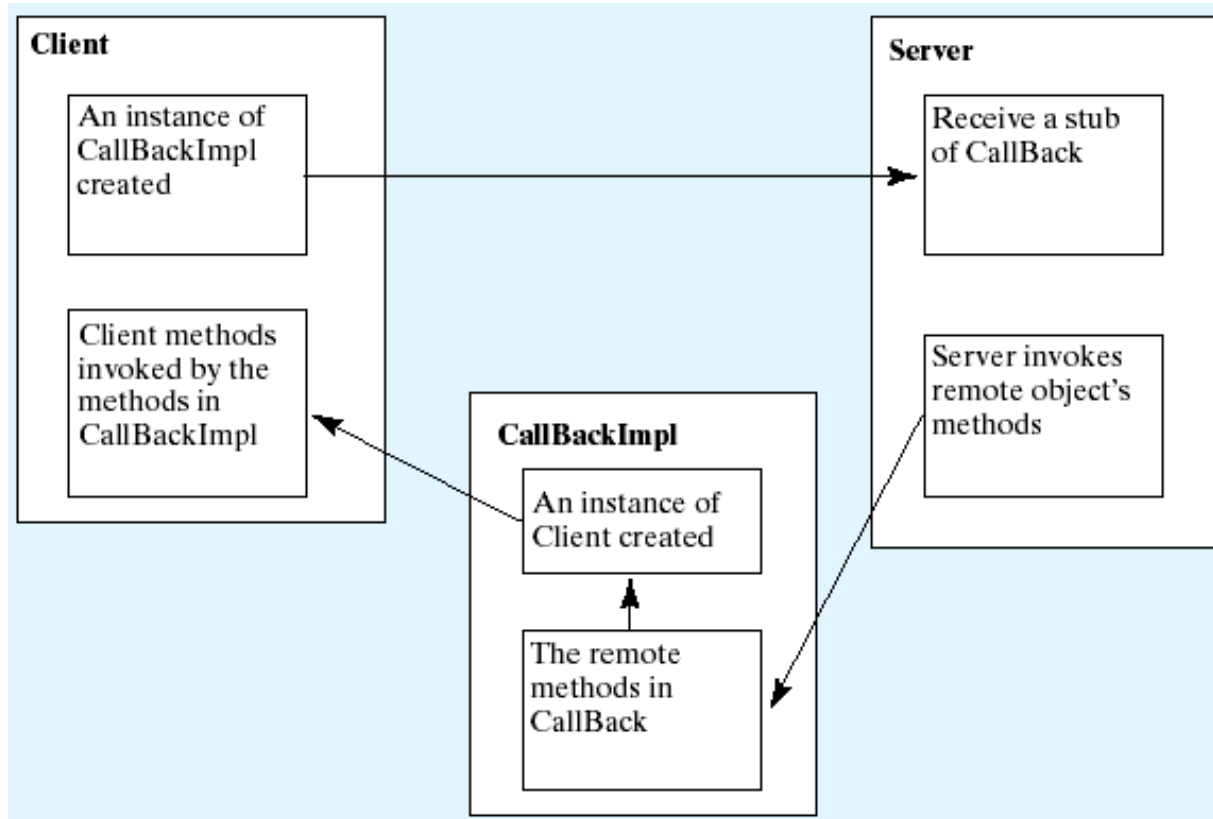 Client
An instance of
CallBackImpl
created
Client methods
invoked by the
methods in
CallBackImpl
CallBackImpl
An instance of
Client created
The remote
methods in
CallBack
Server
Receive a stub
of CallBack
Server invokes
remote object's
methods